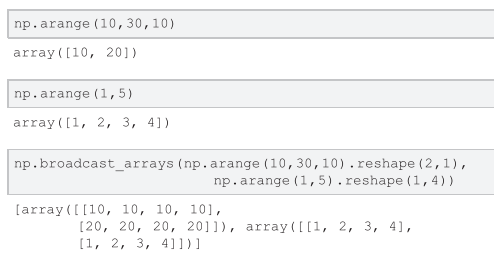 np.arange(10,30,10)
array([10, 20])
np.arange(1,5)
array([1, 2, 3, 4])
np.broadcast_arrays(np.arange(10,30,10).reshape(2,1),
                    np.arange(1,5).reshape(1,4))
[array([[10, 10, 10, 10],
       [20, 20, 20, 20]]), array([[1, 2, 3, 4],
       [1, 2, 3, 4]])]